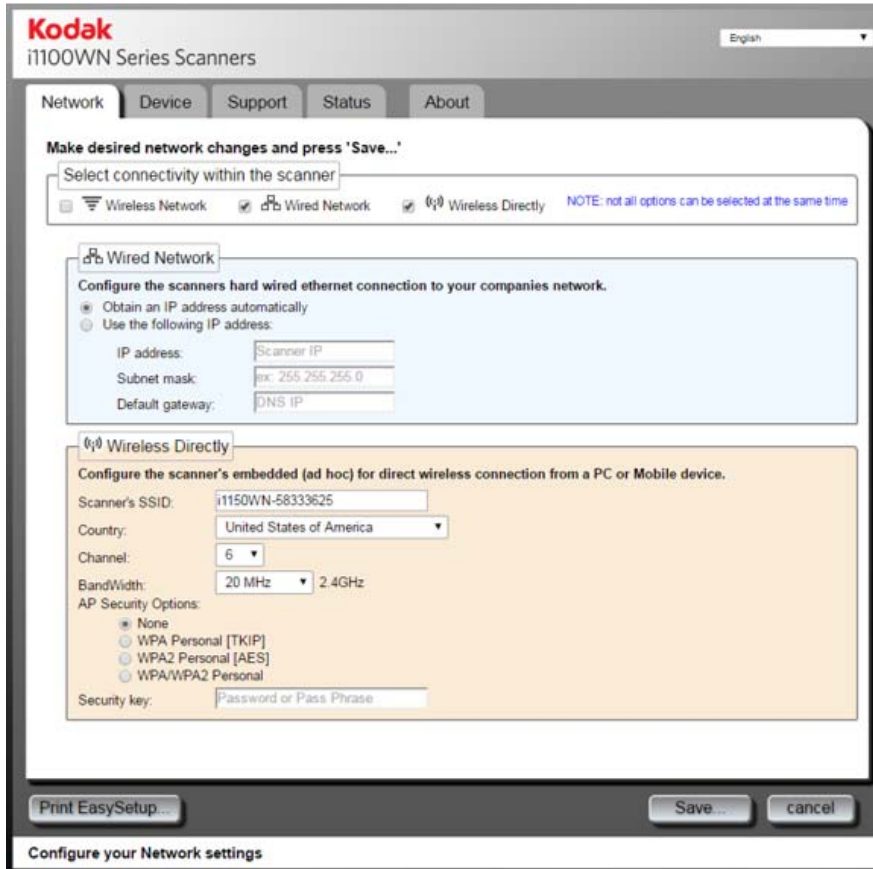 Kodak
i1100WN Series Scanners
English
Network Device Support Status About
Make desired network changes and press 'Save...'
Select connectivity within the scanner
Wireless Network Wired Network Wireless Directly NOTE: not all options can be selected at the same time
Wired Network
Configure the scanners hard wired ethernet connection to your companies network.
Obtain an IP address automatically
Use the following IP address:
IP address: Scanner IP
Subnet mask: ex: 255.255.255.0
Default gateway: DNS IP
Wireless Directly
Configure the scanner's embedded (ad hoc) for direct wireless connection from a PC or Mobile device.
Scanner's SSID: i1150WN-58333625
Country: United States of America
Channel: 6
BandWidth: 20 MHz 2.4GHz
AP Security Options:
None
WPA Personal [TKIP]
WPA2 Personal [AES]
WPA/WPA2 Personal
Security key: Password or Pass Phrase
Print EasySetup... Save... cancel
Configure your Network settings